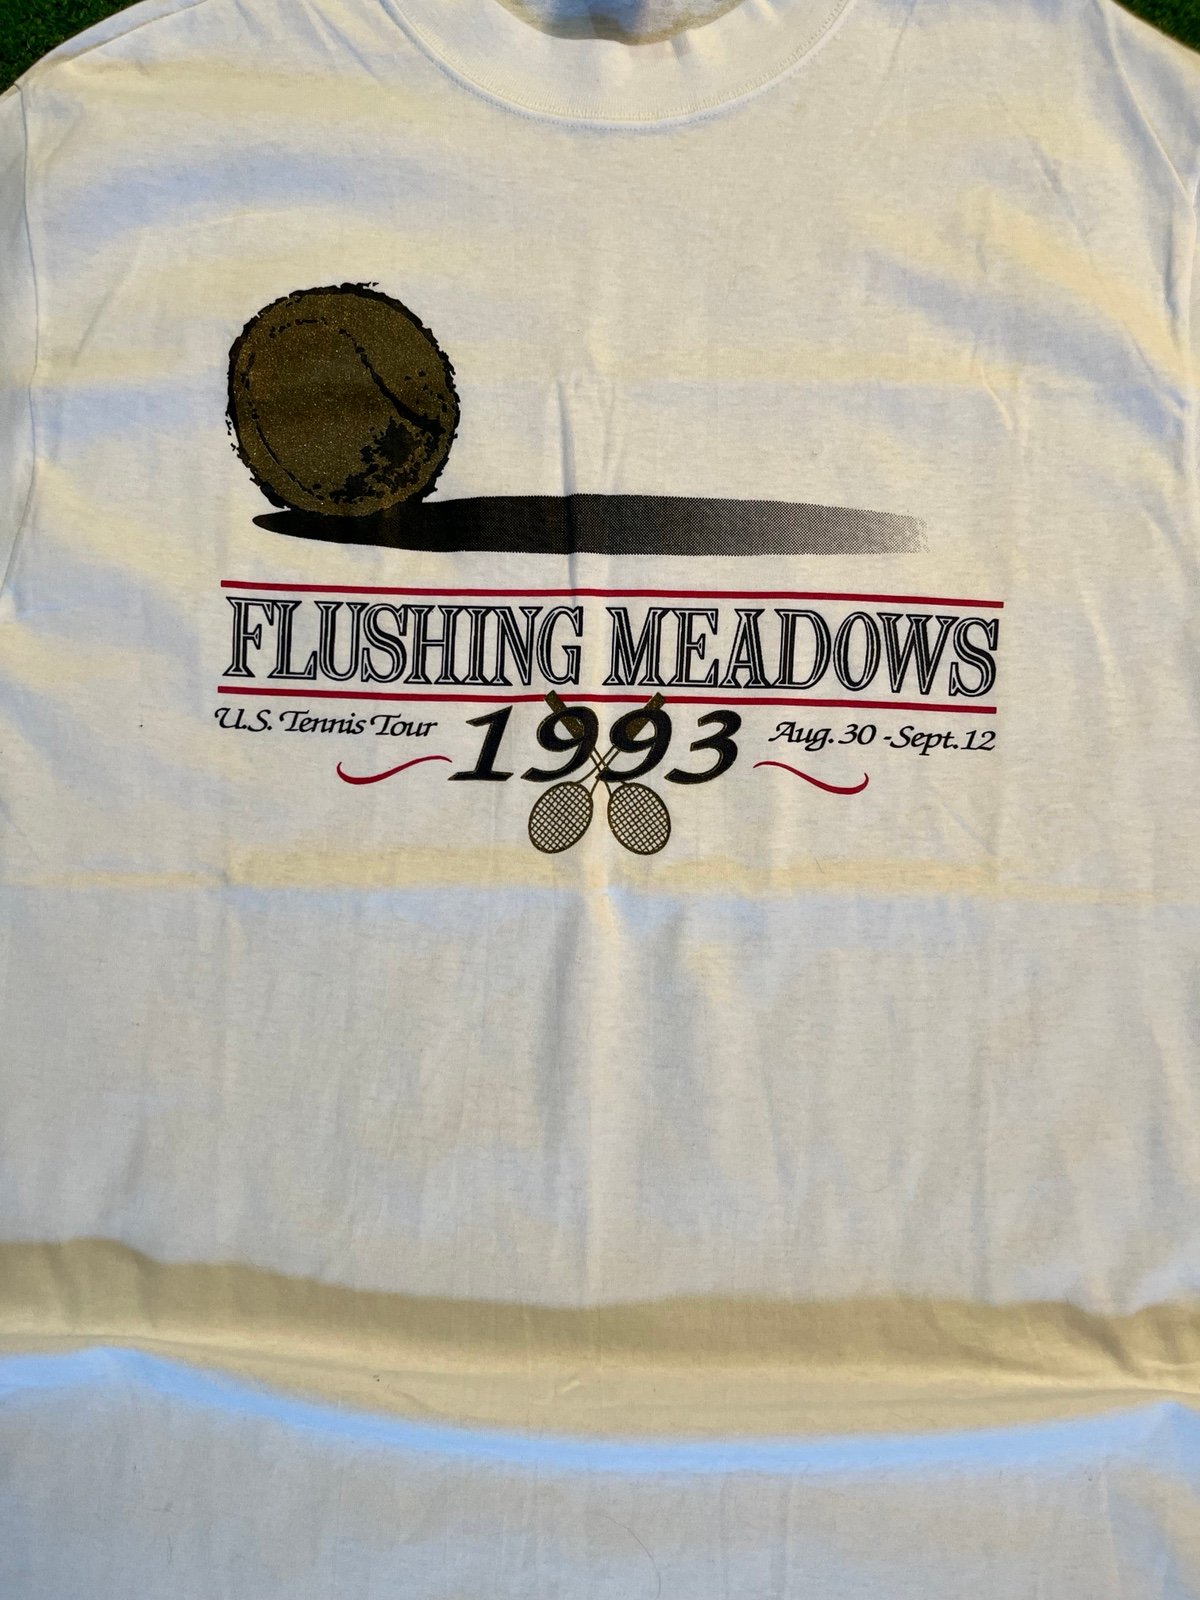 FLUSHING MEADOWS
U.S. Tennis Tour 1993 Aug. 30 - Sept. 12